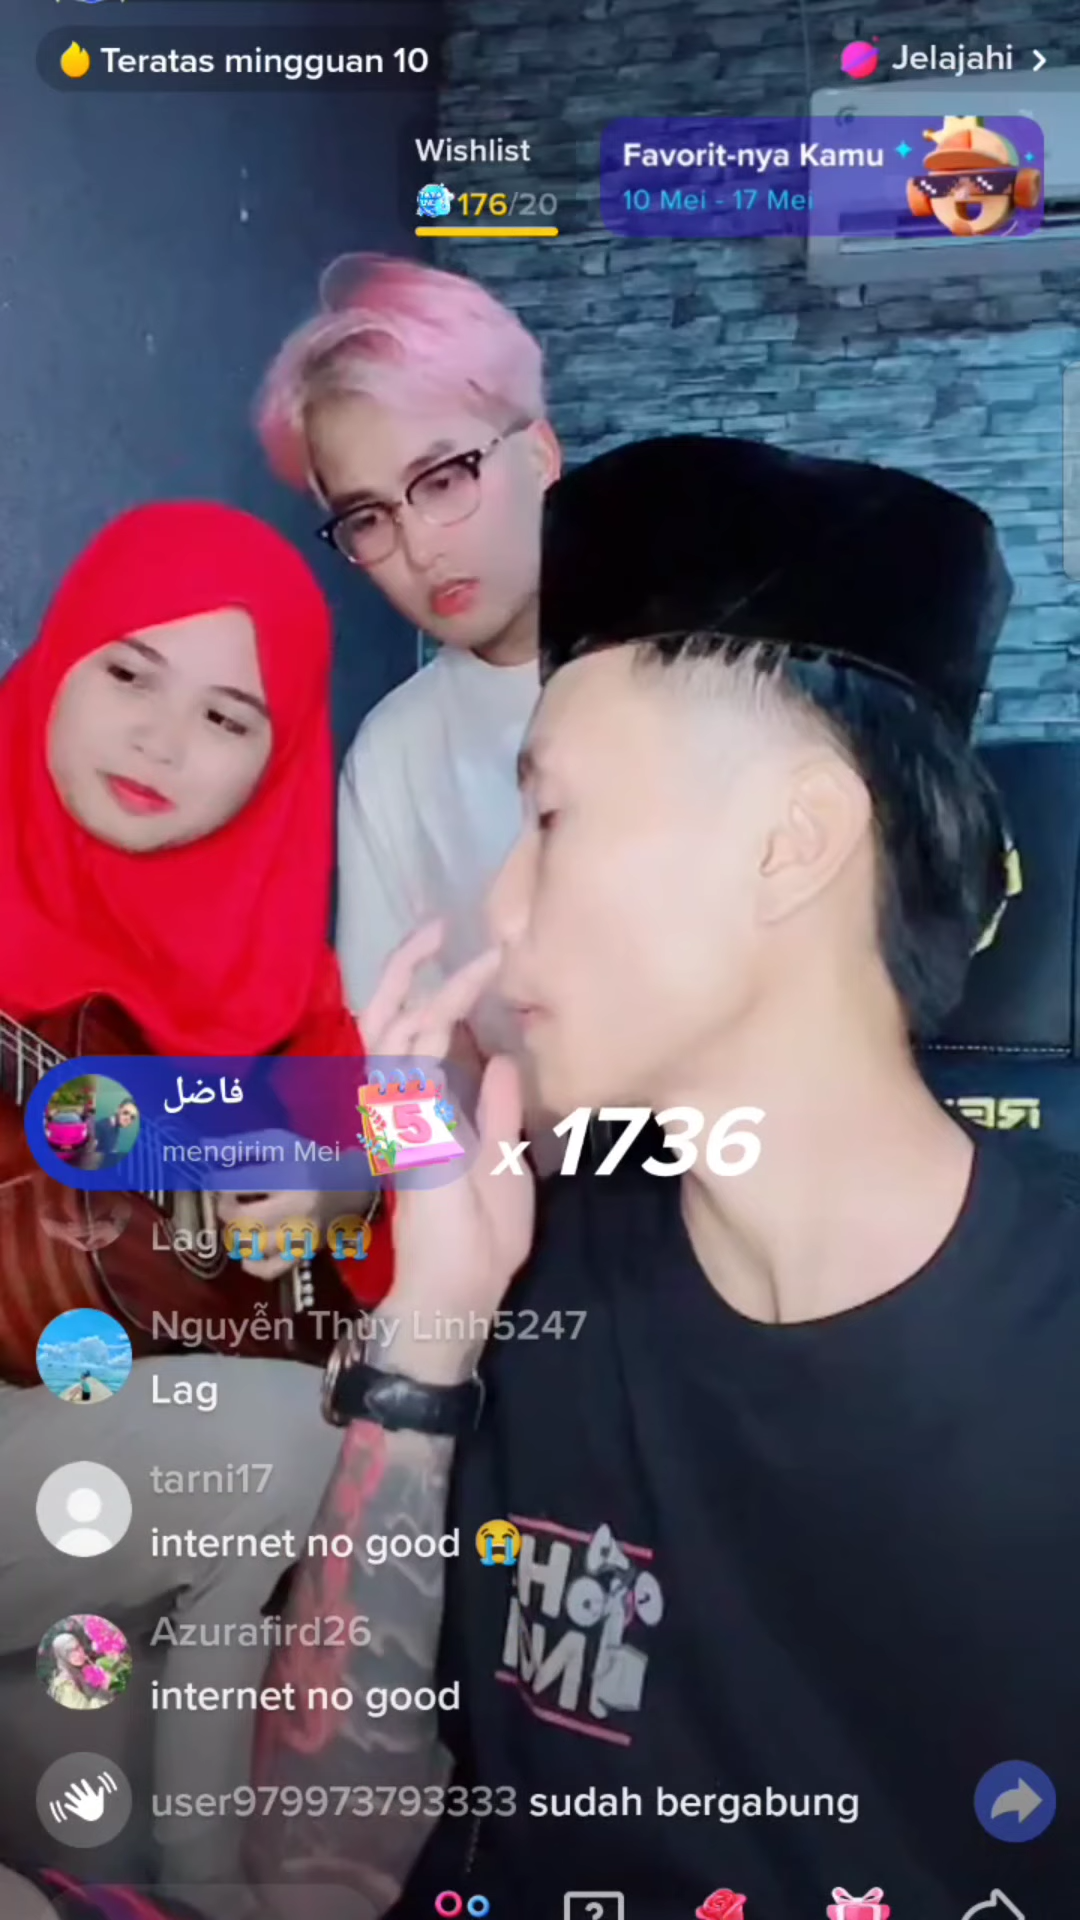 Teratas mingguan 10
Jelajahi
Wishlist
176/20
Favorit-nya Kamu
10 Mei - 17 Mei
فاضل
mengirim Mei
5
x 1736
Lag😭😭😭
Nguyễn Thùy Linh5247
Lag
tarni17
internet no good 😭
Azurafird26
internet no good
user979973793333 sudah bergabung